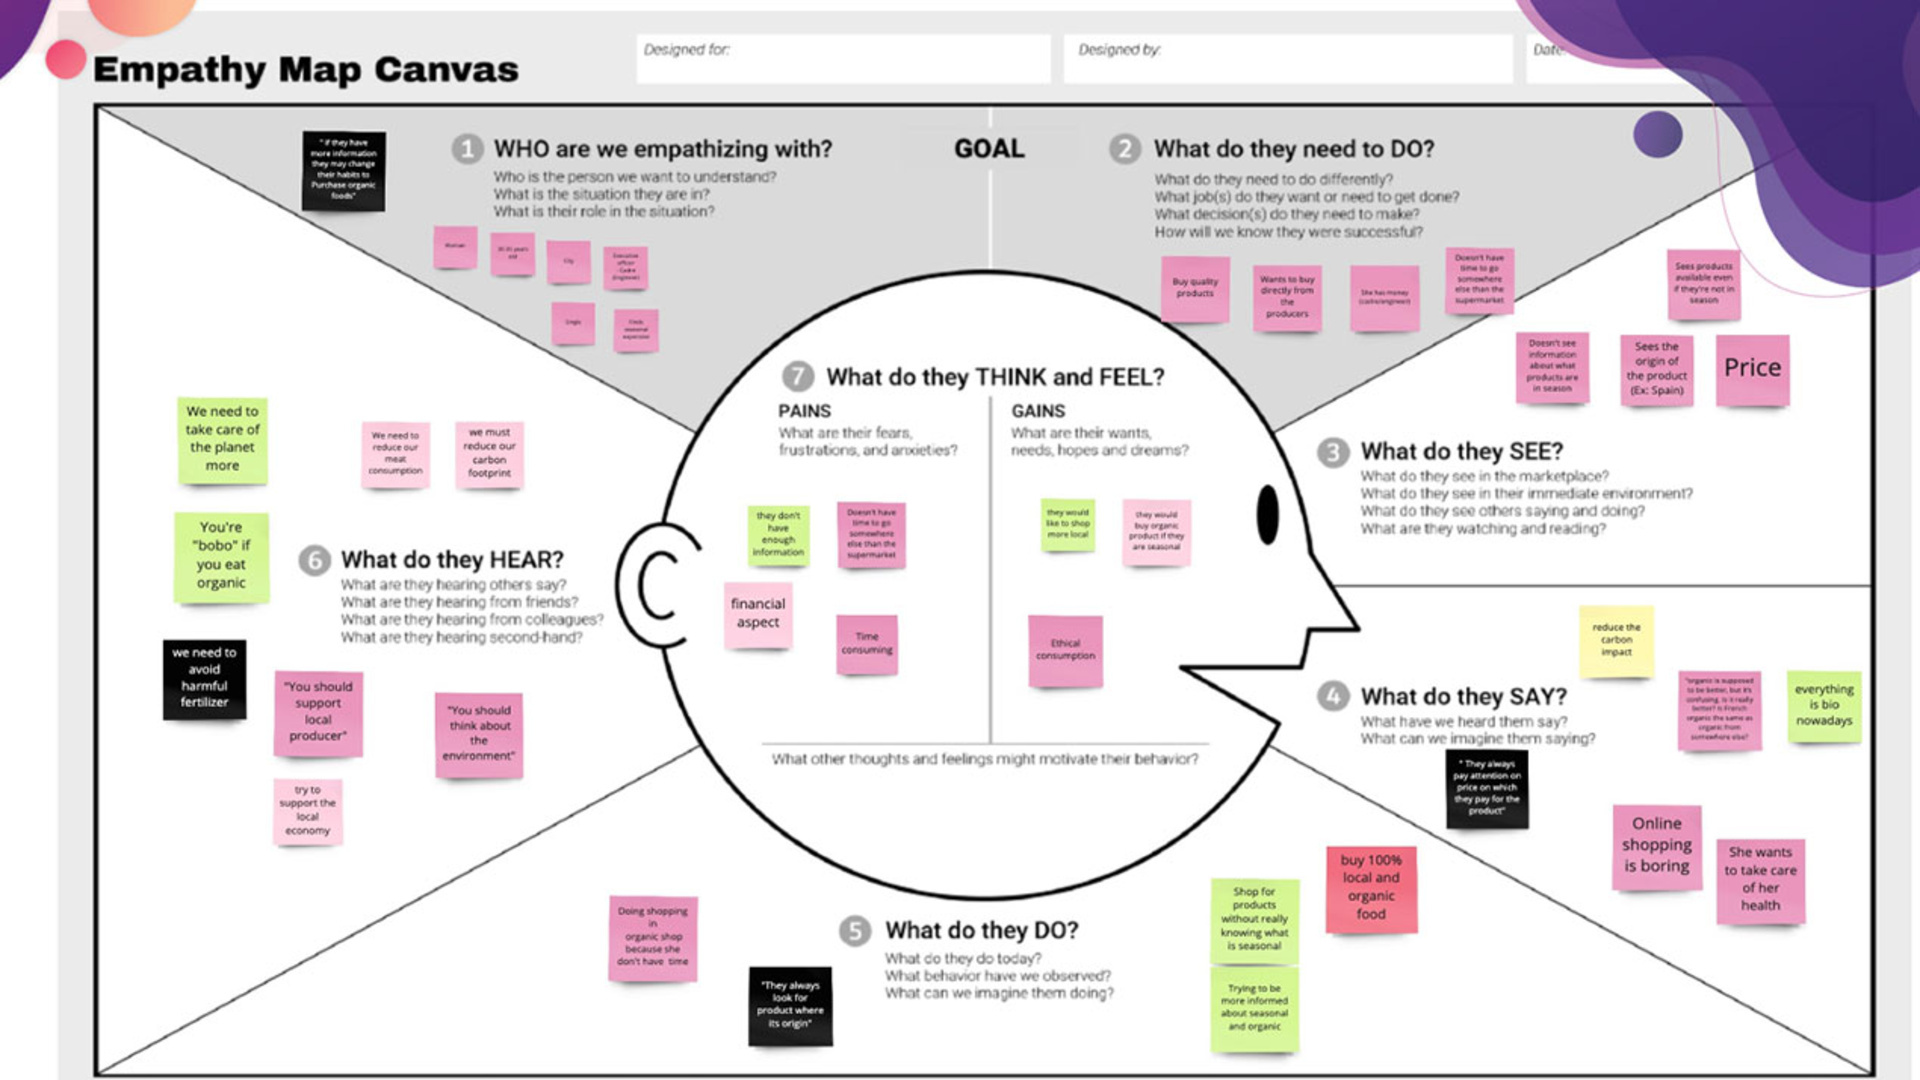 Empathy Map Canvas
Designed for:
Designed by:
Date:
" if they have
more information
they may change
their habits to
Purchase organic
foods"
1
WHO are we empathizing with?
Who is the person we want to understand?
What is the situation they are in?
What is their role in the situation?
Woman
City
Executive
officer
- Cadre
(Engineer)
Single
GOAL
2
What do they need to DO?
What do they need to do differently?
What job(s) do they want or need to get done?
What decision(s) do they need to make?
How will we know they were successful?
Buy quality
products
Wants to buy
directly from
the
producers
She has money
(cadre/engineer)
Doesn't have
time to go
somewhere
else than the
supermarket
Sees products
available even
if they're not in
season
Doesn't see
information
about what
products are
in season
Sees the
origin of
the product
(Ex: Spain)
Price
3
What do they SEE?
What do they see in the marketplace?
What do they see in their immediate environment?
What do they see others saying and doing?
What are they watching and reading?
7
What do they THINK and FEEL?
PAINS
What are their fears,
frustrations, and anxieties?
they don't
have
enough
information
Doesn't have
time to go
somewhere
else than the
supermarket
financial
aspect
Time
consuming
GAINS
What are their wants,
needs, hopes and dreams?
they would
like to shop
more local
they would
buy organic
product if they
are seasonal
Ethical
consumption
What other thoughts and feelings might motivate their behavior?
We need to
take care of
the planet
more
We need to
reduce our
meat
consumption
we must
reduce our
carbon
footprint
You're
"bobo" if
you eat
organic
6
What do they HEAR?
What are they hearing others say?
What are they hearing from friends?
What are they hearing from colleagues?
What are they hearing second-hand?
we need to
avoid
harmful
fertilizer
"You should
support
local
producer"
"You should
think about
the
environment"
try to
support the
local
economy
reduce the
carbon
impact
4
What do they SAY?
What have we heard them say?
What can we imagine them saying?
"organic is supposed
to be better, but it's
confusing. Is it really
better? is French
organic the same as
organic from
somewhere else?
everything
is bio
nowadays
" They always
pay attention on
price on which
they pay for the
product"
Online
shopping
is boring
She wants
to take care
of her
health
Doing shopping
in
organic shop
because she
don't have time
"They always
look for
product where
its origin"
5
What do they DO?
What do they do today?
What behavior have we observed?
What can we imagine them doing?
Shop for
products
without really
knowing what
is seasonal
buy 100%
local and
organic
food
Trying to be
more informed
about seasonal
and organic